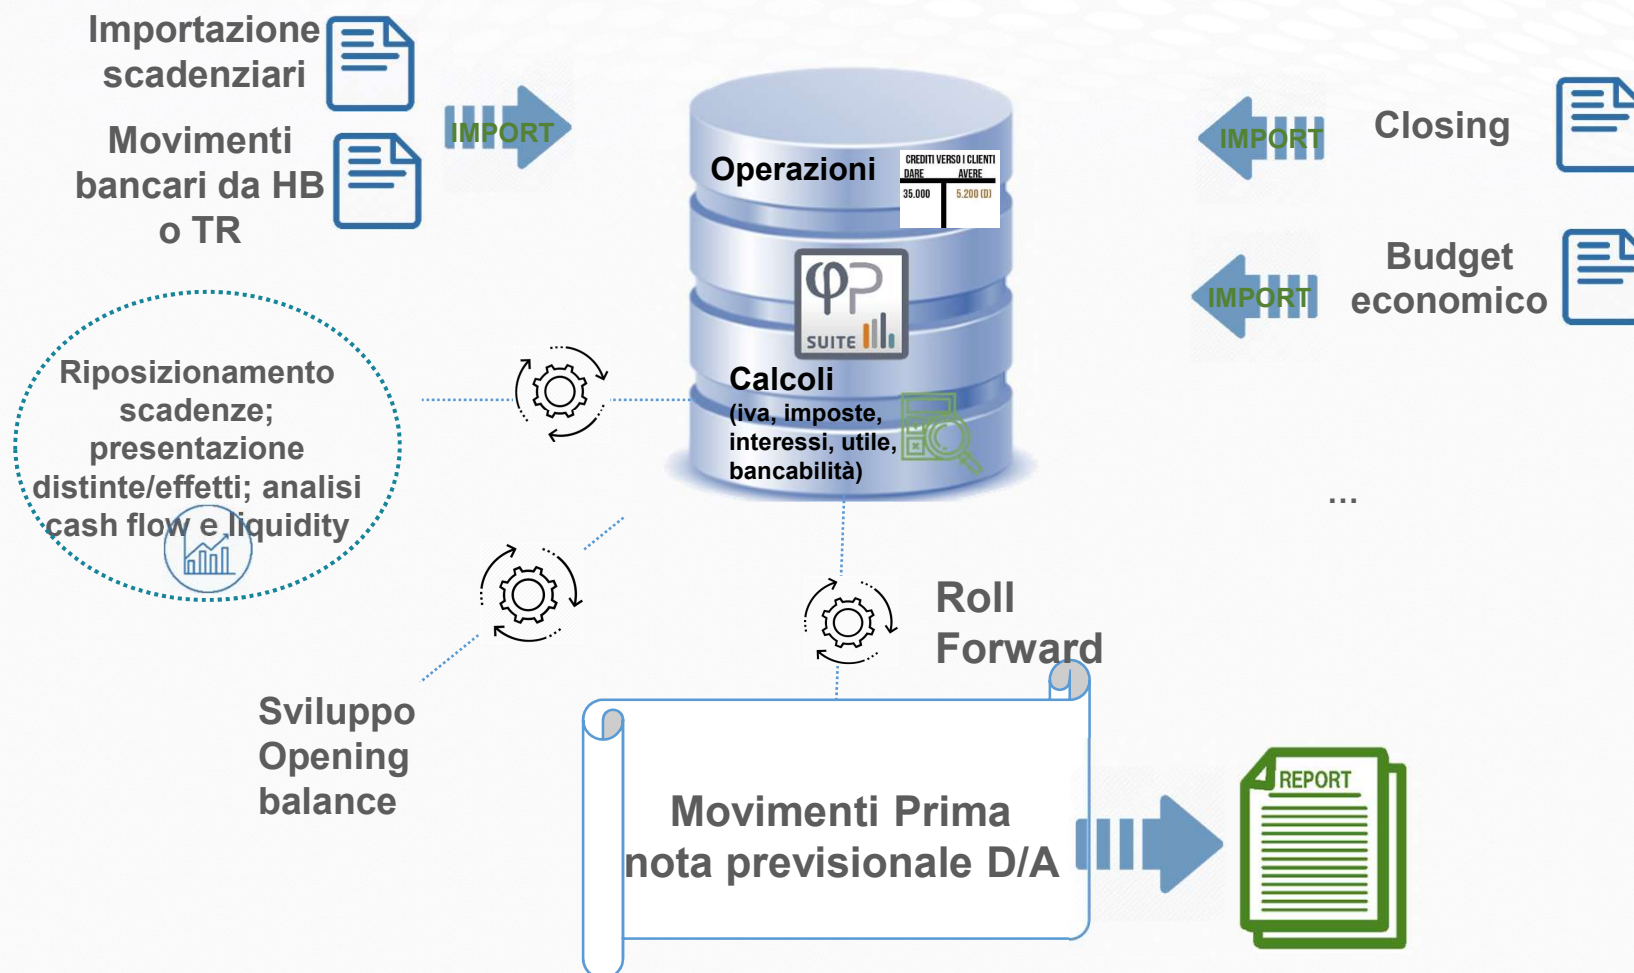 Importazione
scadenziari
IMPORT
Movimenti
bancari da HB
o TR
Operazioni
CREDITI VERSO I CLIENTI
DARE AVERE
35.000 5.200 (D)
IMPORT
Closing
IMPORT
Budget
economico
φP
SUITE
Calcoli
(iva, imposte,
interessi, utile,
bancabilità)
Riposizionamento
scadenze;
presentazione
distinte/effetti; analisi
cash flow e liquidity
...
Roll
Forward
Sviluppo
Opening
balance
Movimenti Prima
nota previsionale D/A
REPORT